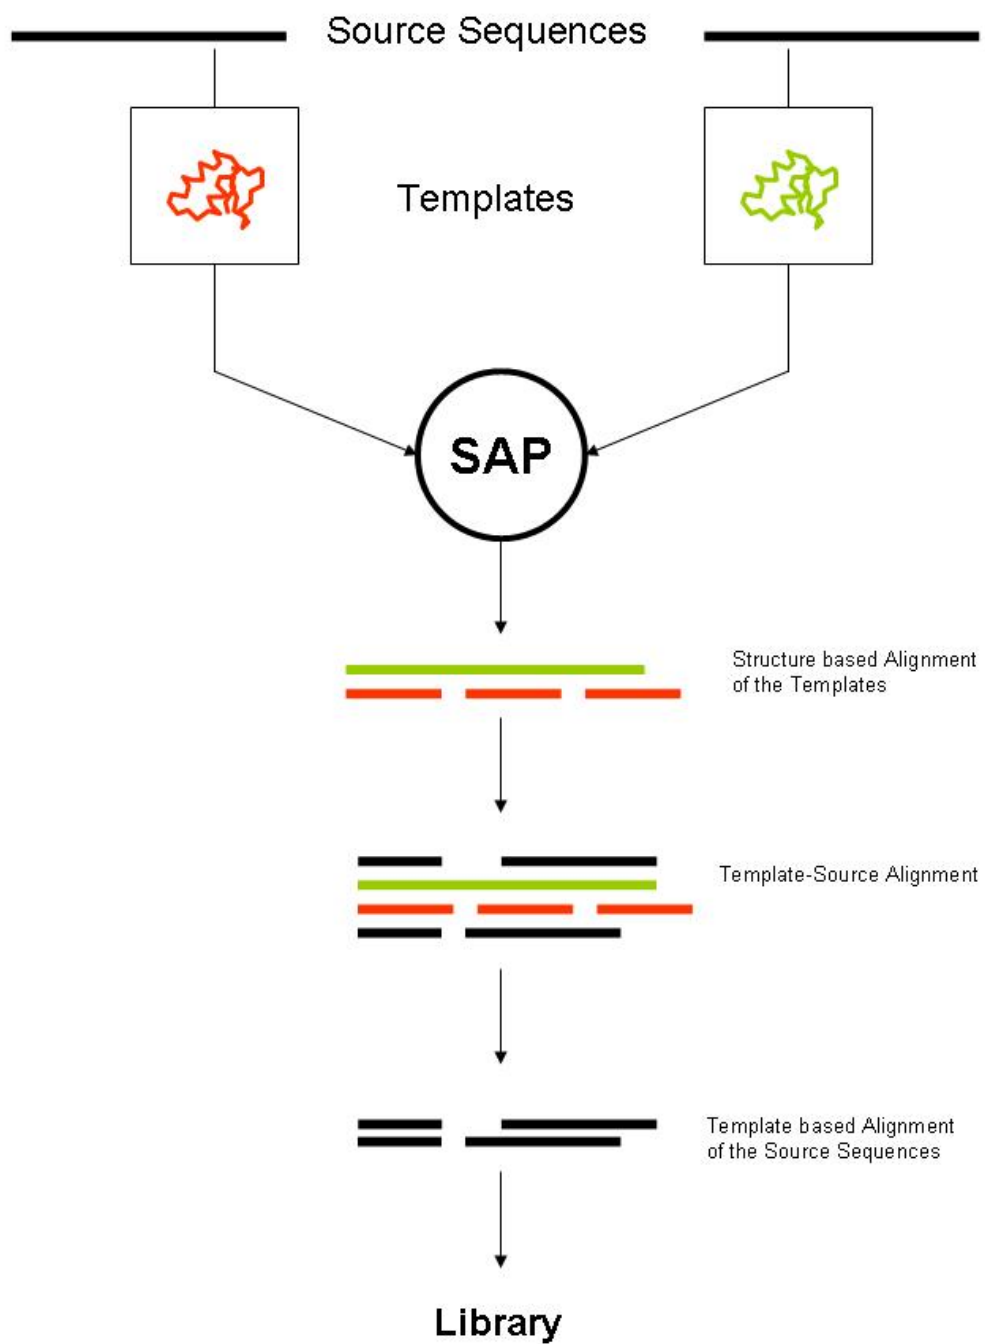 Source Sequences
Templates
SAP
Structure based Alignment
of the Templates
Template-Source Alignment
Template based Alignment
of the Source Sequences
Library